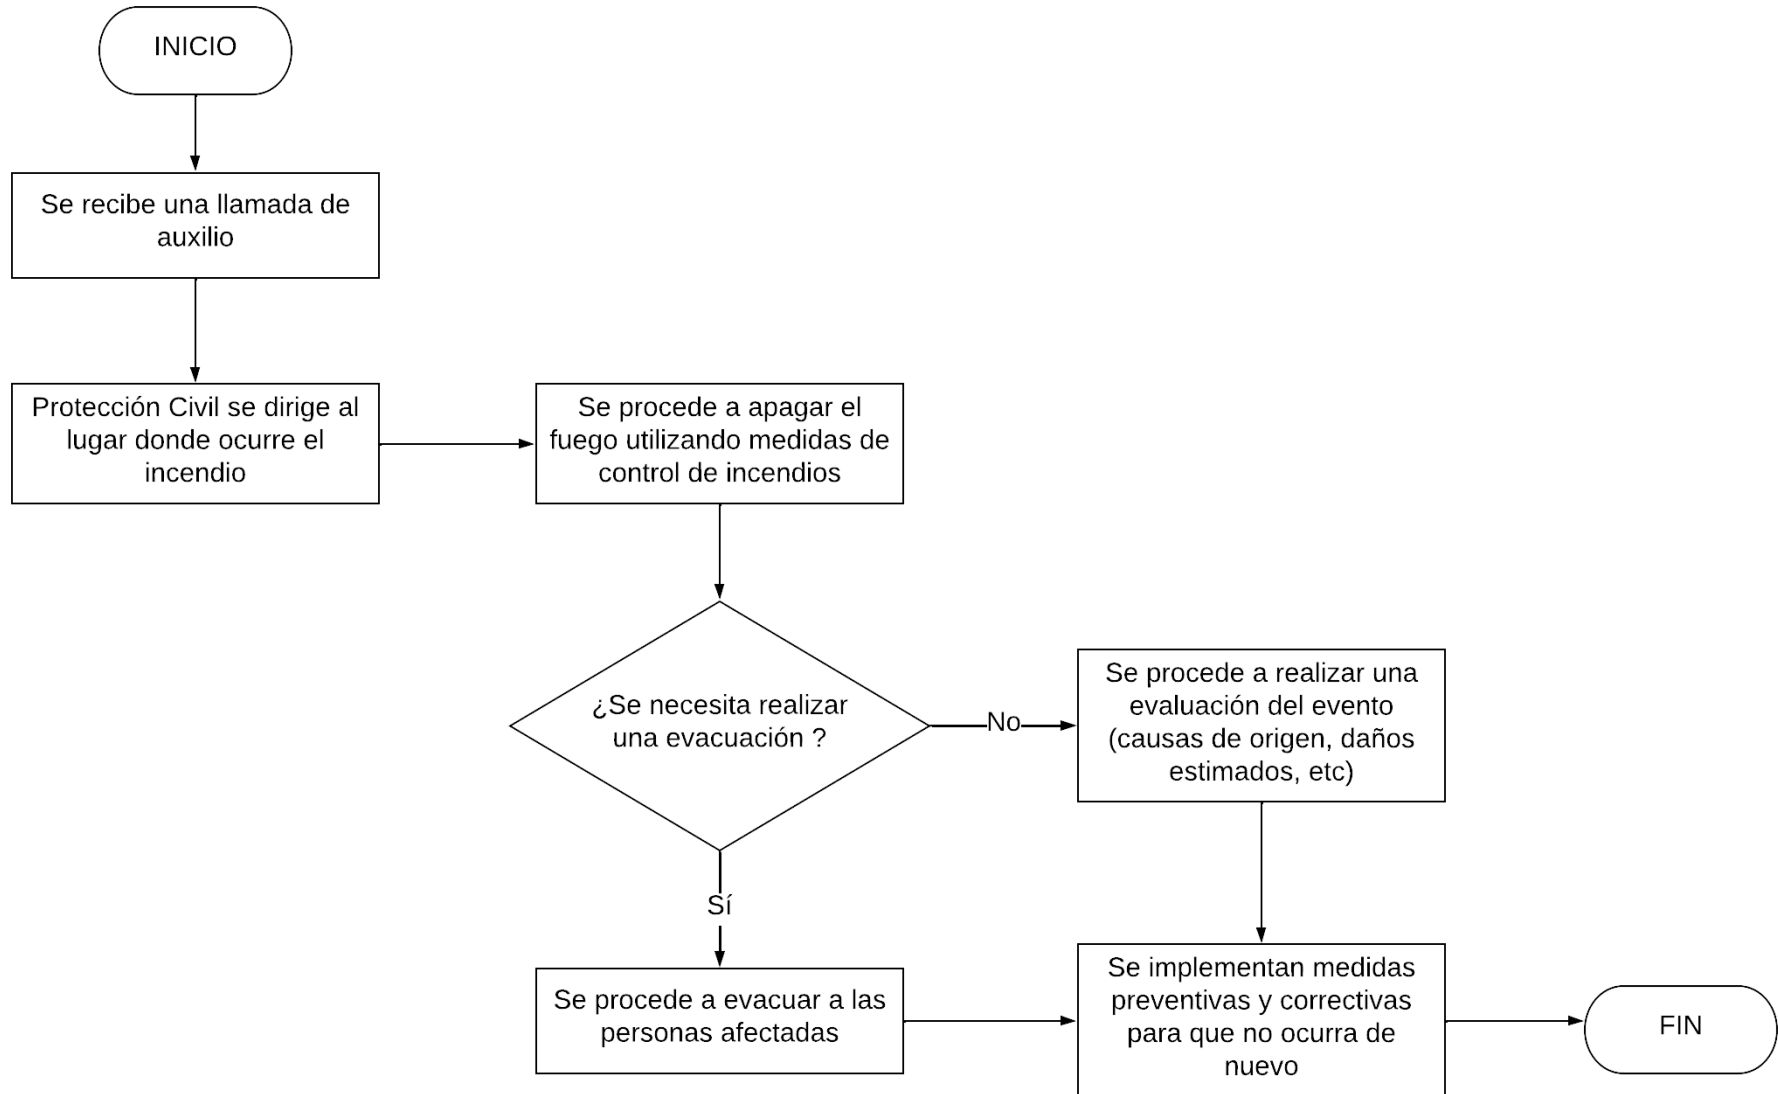 INICIO
Se recibe una llamada de
auxilio
Protección Civil se dirige al
lugar donde ocurre el
incendio
Se procede a apagar el
fuego utilizando medidas de
control de incendios
¿Se necesita realizar
una evacuación ?
No
Se procede a realizar una
evaluación del evento
(causas de origen, daños
estimados, etc)
Sí
Se procede a evacuar a las
personas afectadas
Se implementan medidas
preventivas y correctivas
para que no ocurra de
nuevo
FIN